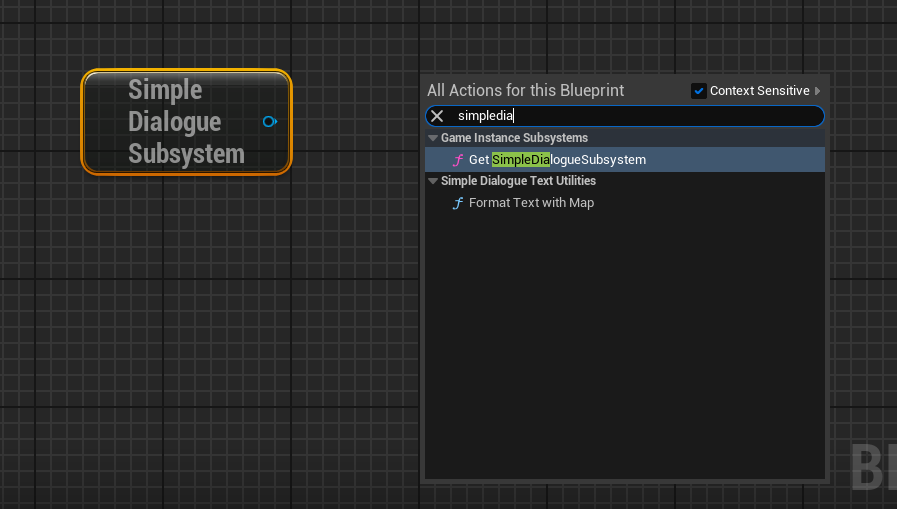 Simple
Dialogue
Subsystem
All Actions for this Blueprint
Context Sensitive
simpledia
Game Instance Subsystems
Get SimpleDialogueSubsystem
Simple Dialogue Text Utilities
Format Text with Map